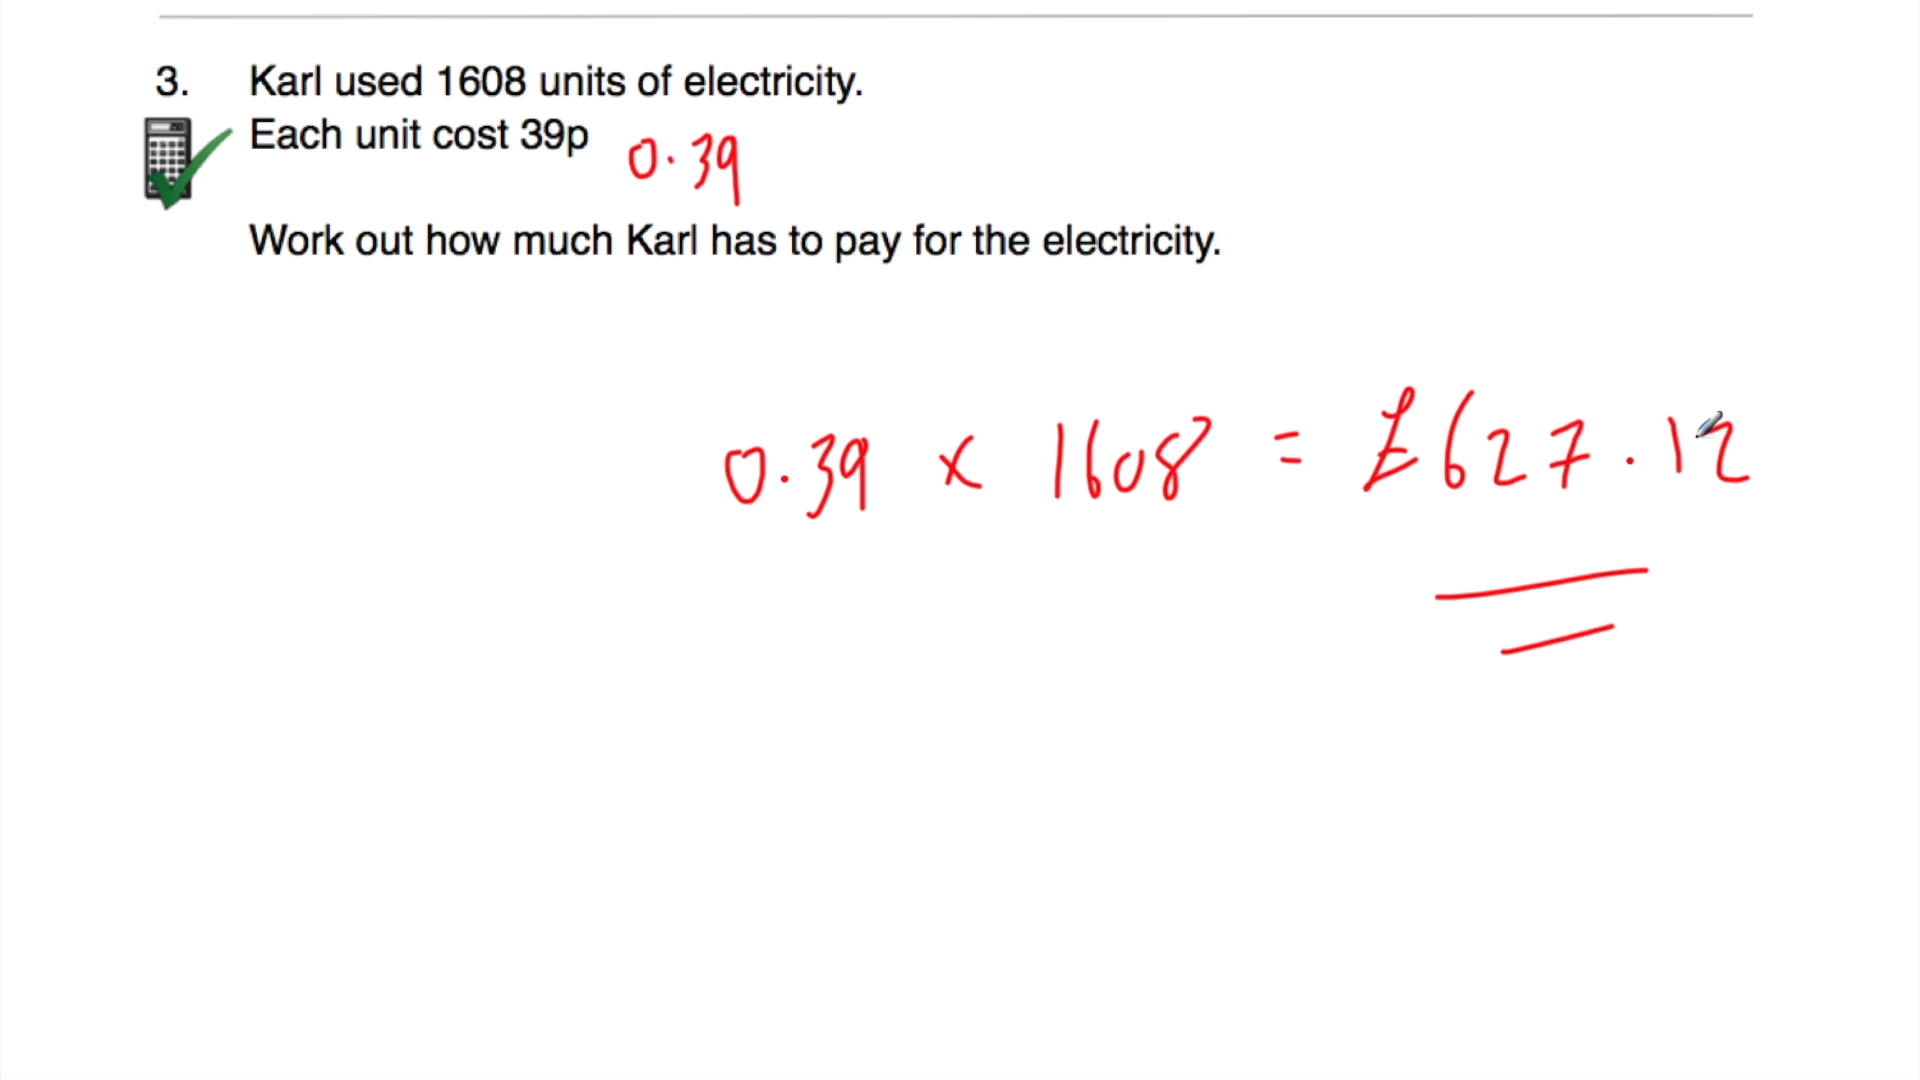 3. Karl used 1608 units of electricity.
Each unit cost 39p 0.39
Work out how much Karl has to pay for the electricity.
0.39 x 1608 = £627.12